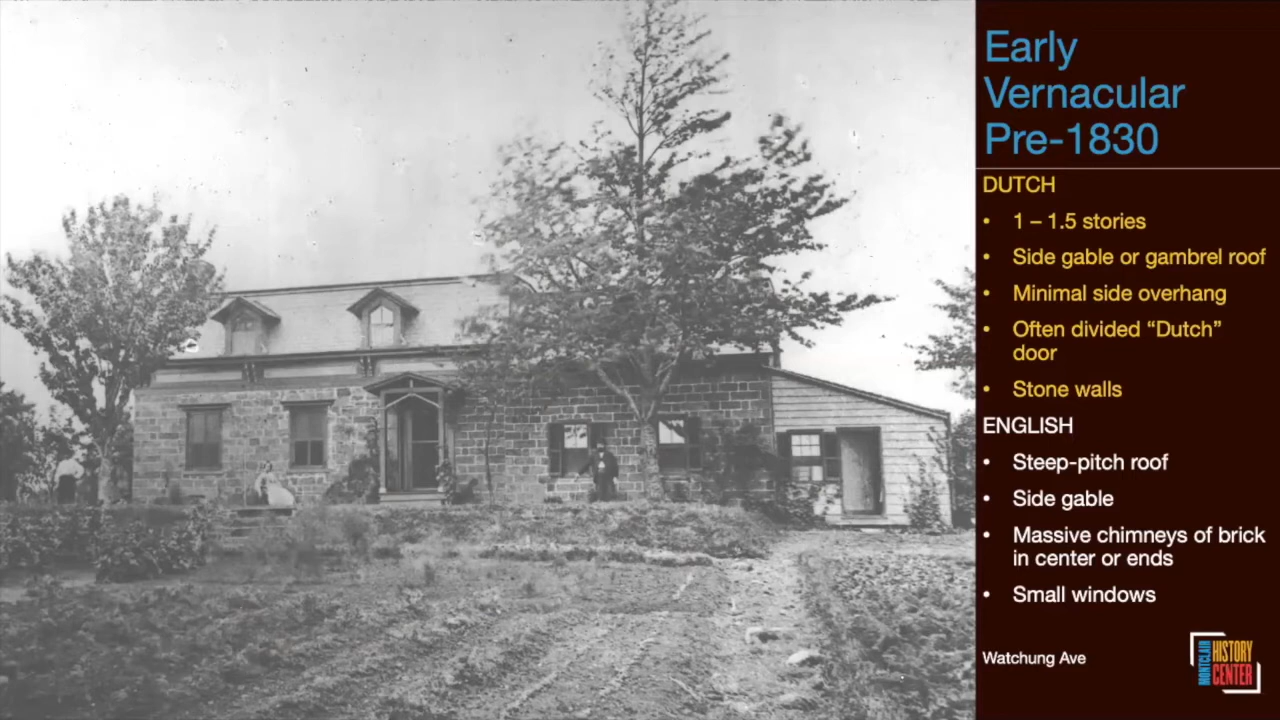 Early
Vernacular
Pre-1830
DUTCH
• 1 – 1.5 stories
• Side gable or gambrel roof
• Minimal side overhang
• Often divided “Dutch”
door
• Stone walls
ENGLISH
• Steep-pitch roof
• Side gable
• Massive chimneys of brick
in center or ends
• Small windows
Watchung Ave
MONTCLAIR
HISTORY
CENTER